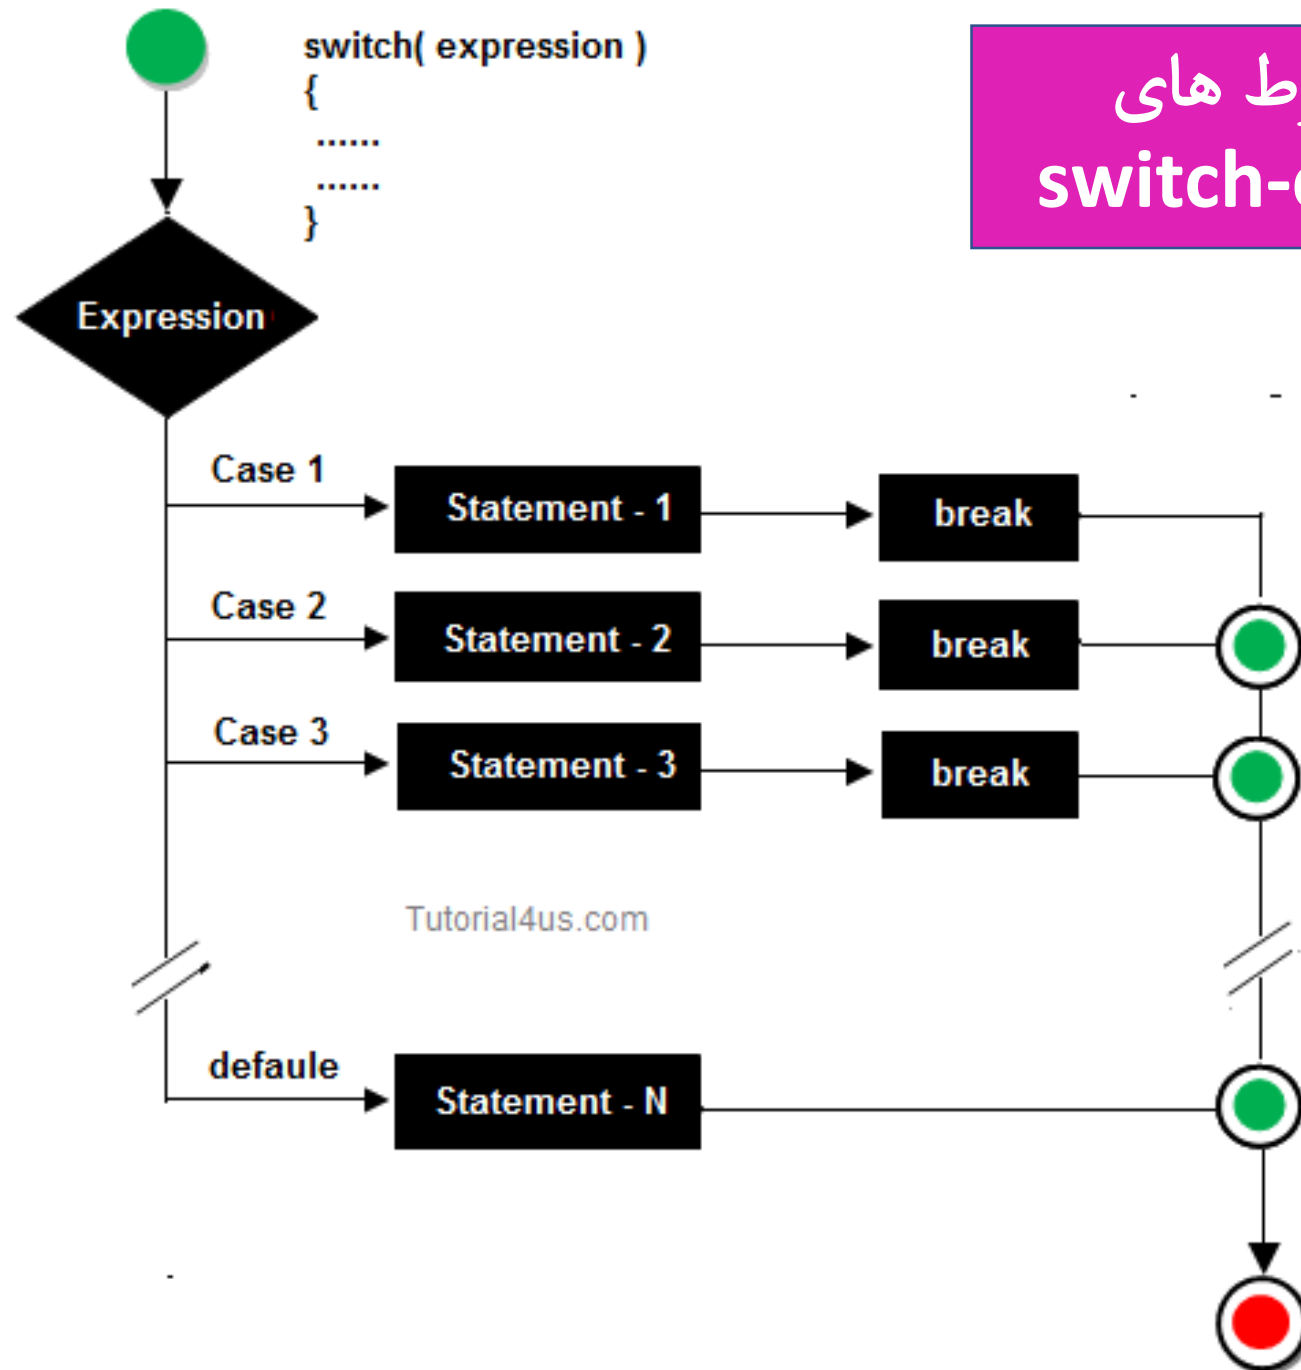 switch( expression )
{
......
......
}
های
Expression
Case 1
Statement - 1
break
Case 2
Statement - 2
break
Case 3
Statement - 3
break
Tutorial4us.com
defaule
Statement - N